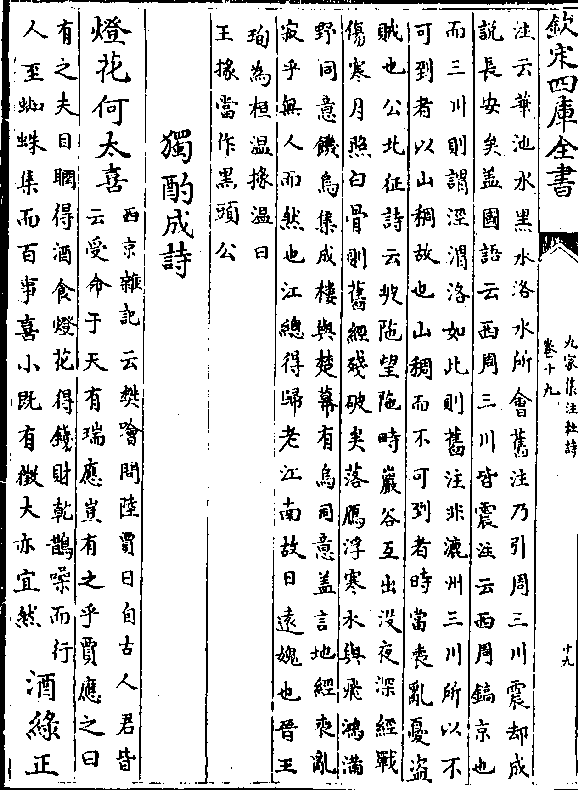 欽定四庫全書
九家集注杜詩
卷十九
十九
注云華池水黑水洛水所會舊注乃引周三川震却成
說長安矣盖國語云西周三川皆震注云西周鎬京也
而三川則謂涇渭洛如此則舊注非漉州三川所以不
可到者以山稠故也山稠而不可到者時當喪亂憂盜
賊也公北征詩云坡陁望陁時巖谷互出没夜深經戰
傷寒月照白骨則舊經殘破矣落鴈浮寒水與飛鴻滿
野同意饑烏集戍樓與楚幕有烏同意盖言地經喪亂
寂乎無人而然也江總得歸老江南故曰遠媿也晉王
珣為桓温掾温曰
王掾當作黑頭公
獨酌成詩
燈花何太喜
西京雜記云樊噲問陸賈曰自古人君皆
云受命于天有瑞應豈有之乎賈應之曰
有之夫目瞤得酒食燈花得錢財乾鵲噪而行
人至蜘蛛集而百事喜小既有徵大亦宜然
酒綠正